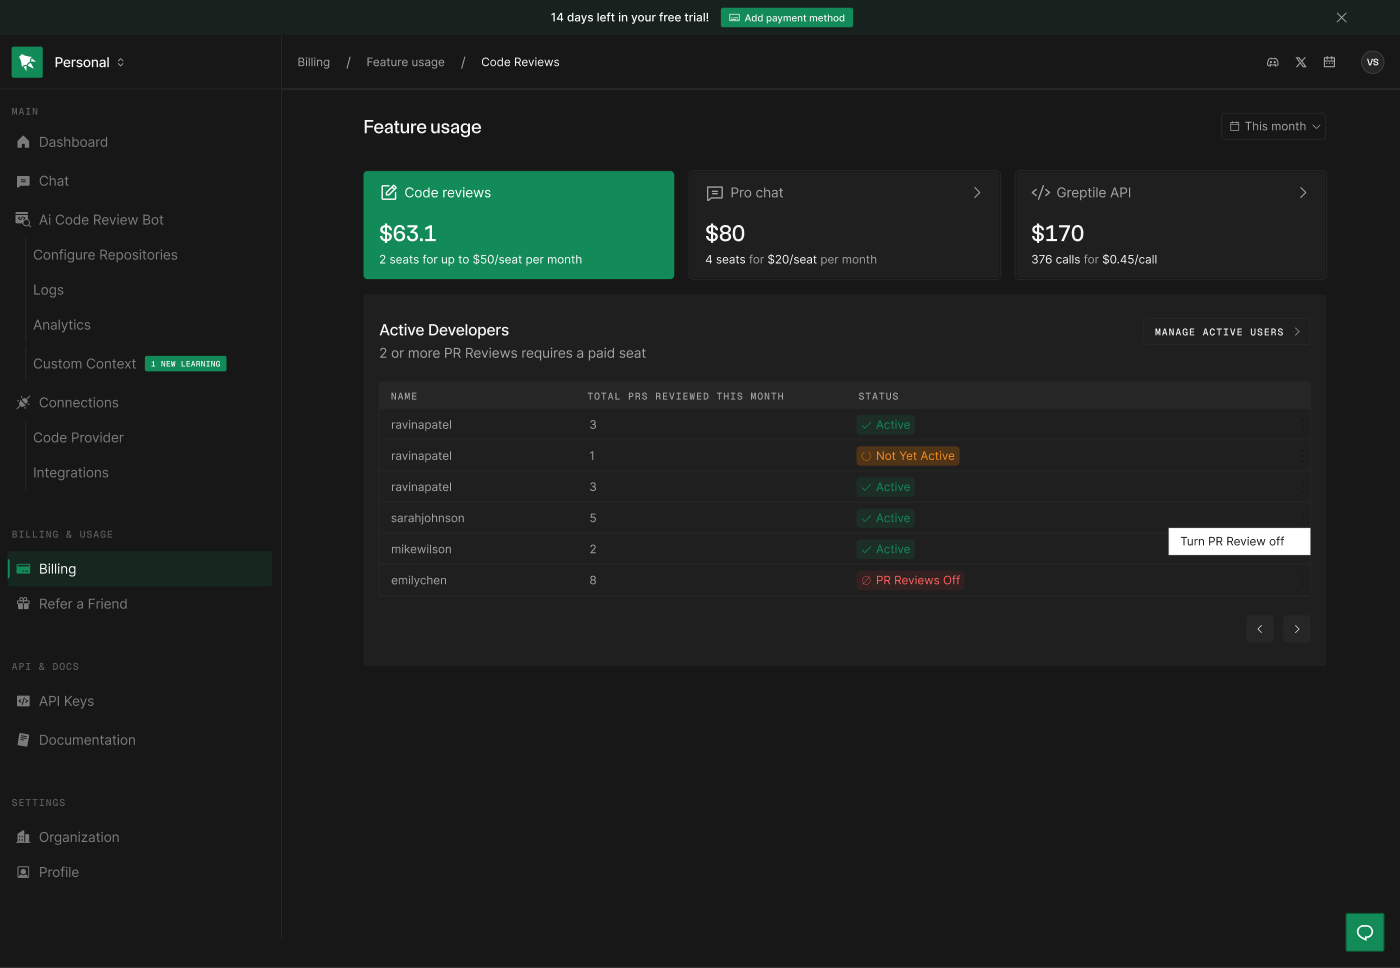 14 days left in your free trial! Add payment method
Personal
Billing / Feature usage / Code Reviews
VS
MAIN
Dashboard
Chat
Ai Code Review Bot
Configure Repositories
Logs
Analytics
Custom Context 1 NEW LEARNING
Connections
Code Provider
Integrations
BILLING & USAGE
Billing
Refer a Friend
API & DOCS
API Keys
Documentation
SETTINGS
Organization
Profile
Feature usage
This month
Code reviews
$63.1
2 seats for up to $50/seat per month
Pro chat
$80
4 seats for $20/seat per month
Greptile API
$170
376 calls for $0.45/call
Active Developers
2 or more PR Reviews requires a paid seat
MANAGE ACTIVE USERS
NAME TOTAL PRS REVIEWED THIS MONTH STATUS
ravinapatel 3 Active
ravinapatel 1 Not Yet Active
ravinapatel 3 Active
sarahjohnson 5 Active
mikewilson 2 Active
Turn PR Review off
emilychen 8 PR Reviews Off